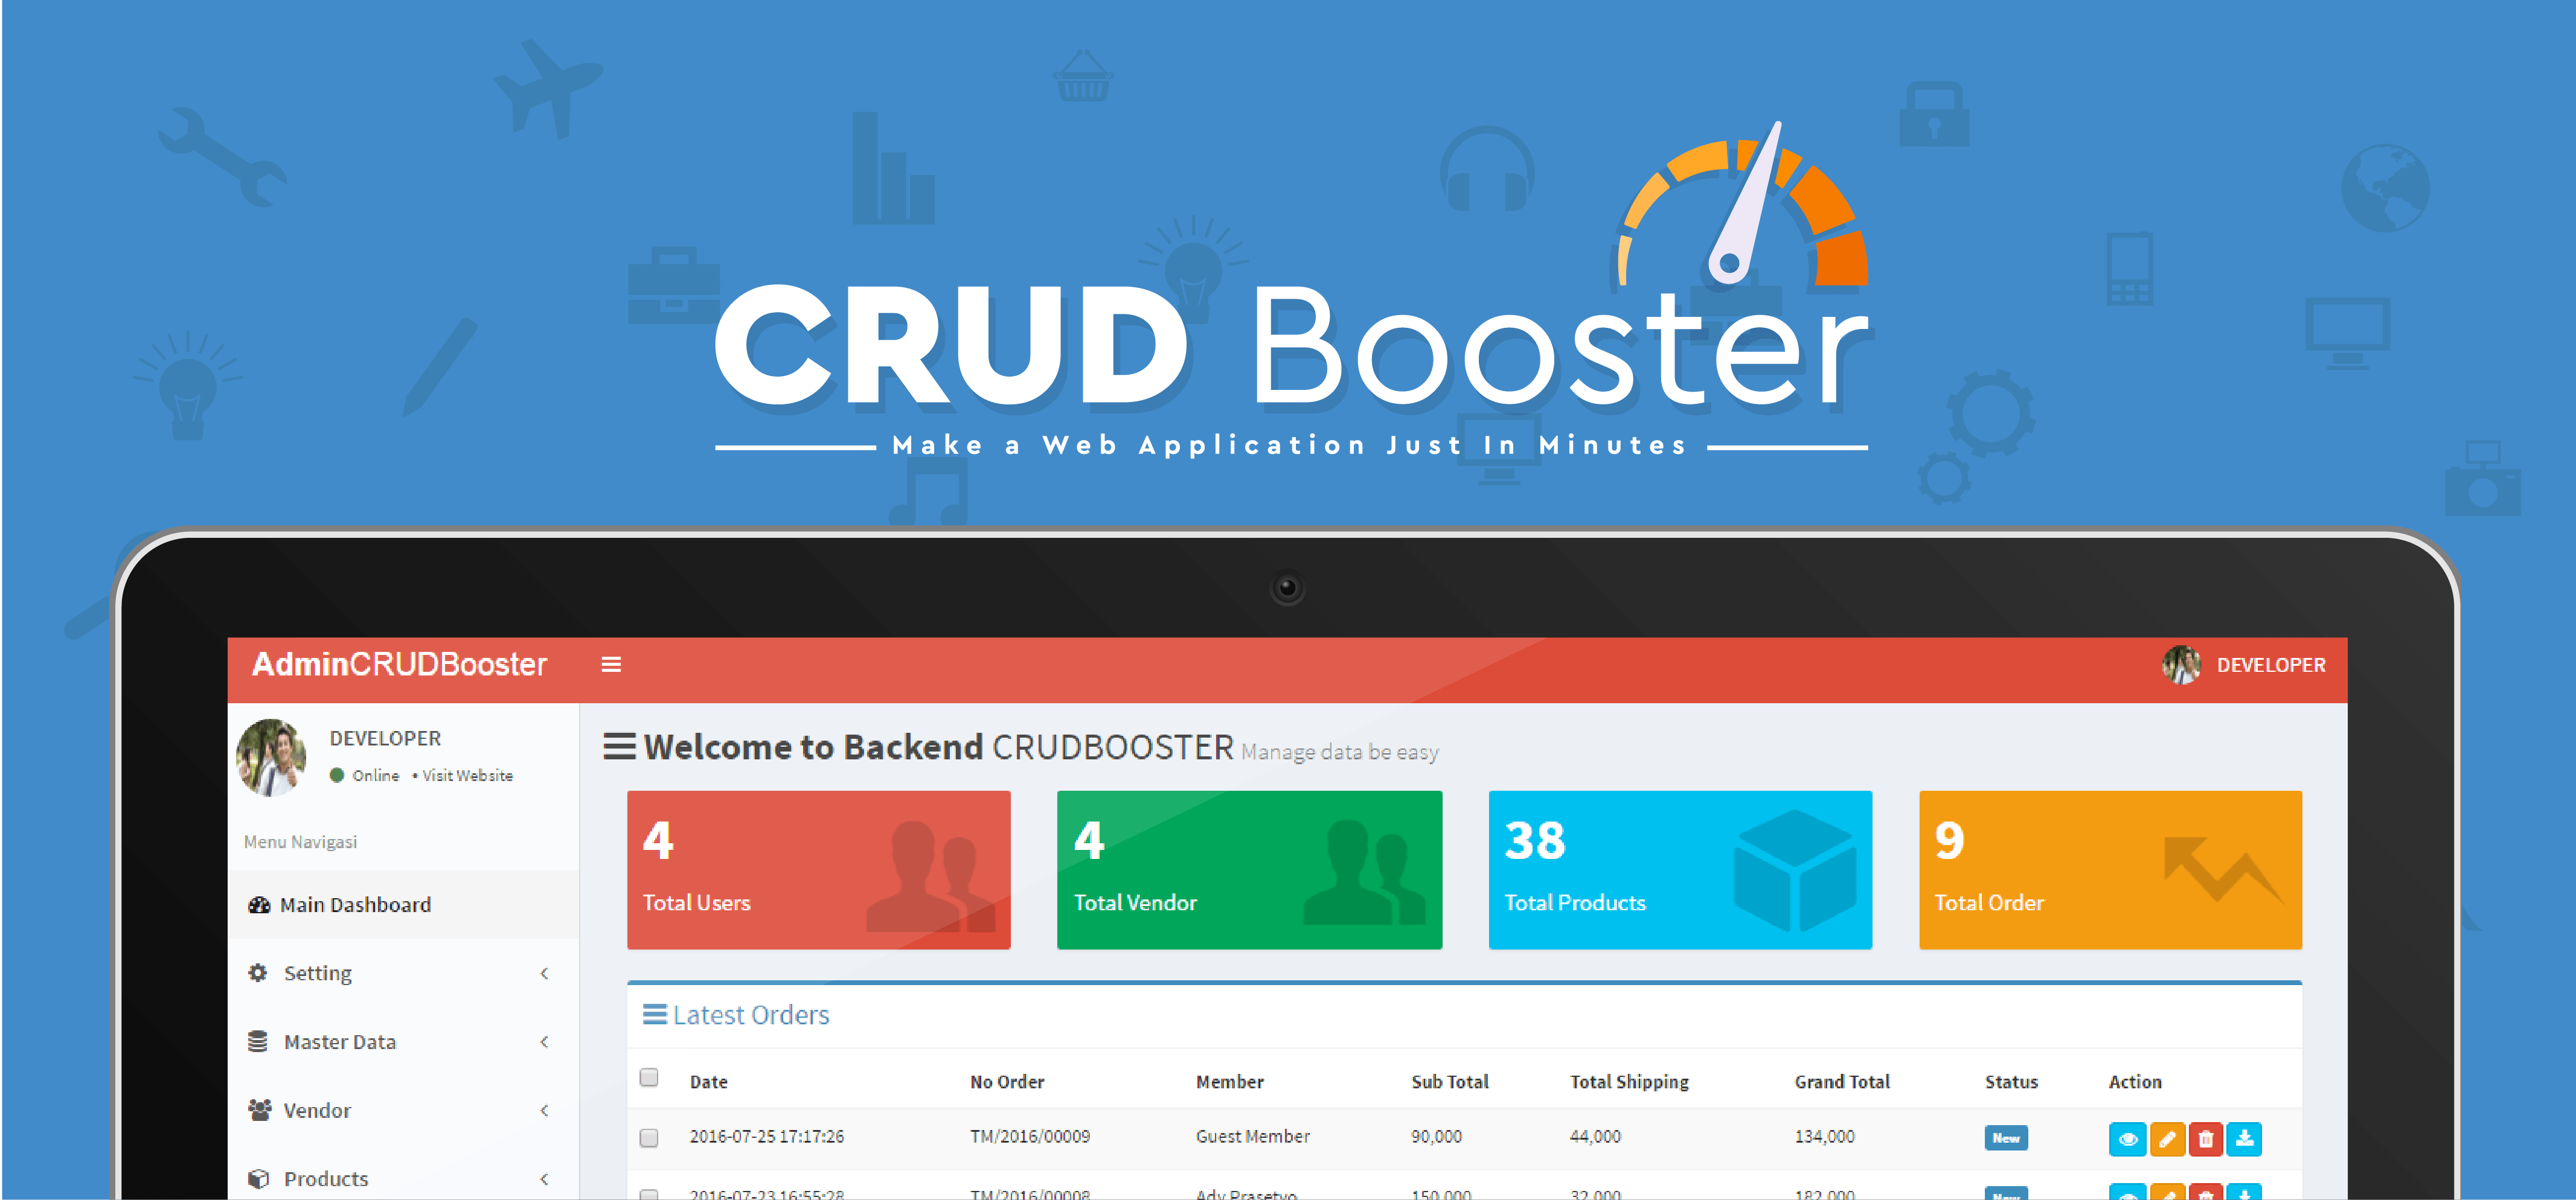 CRUD Booster
Make a Web Application Just In Minutes
AdminCRUDBooster
DEVELOPER
DEVELOPER
Online • Visit Website
Menu Navigasi
Main Dashboard
Setting
Master Data
Vendor
Products
Welcome to Backend CRUDBOOSTER Manage data be easy
4
Total Users
4
Total Vendor
38
Total Products
9
Total Order
Latest Orders
Date No Order Member Sub Total Total Shipping Grand Total Status Action
2016-07-25 17:17:26 TM/2016/00009 Guest Member 90,000 44,000 134,000 New
2016-07-23 16:55:28 TM/2016/00008 Ady Prasetyo 150,000 32,000 182,000 New